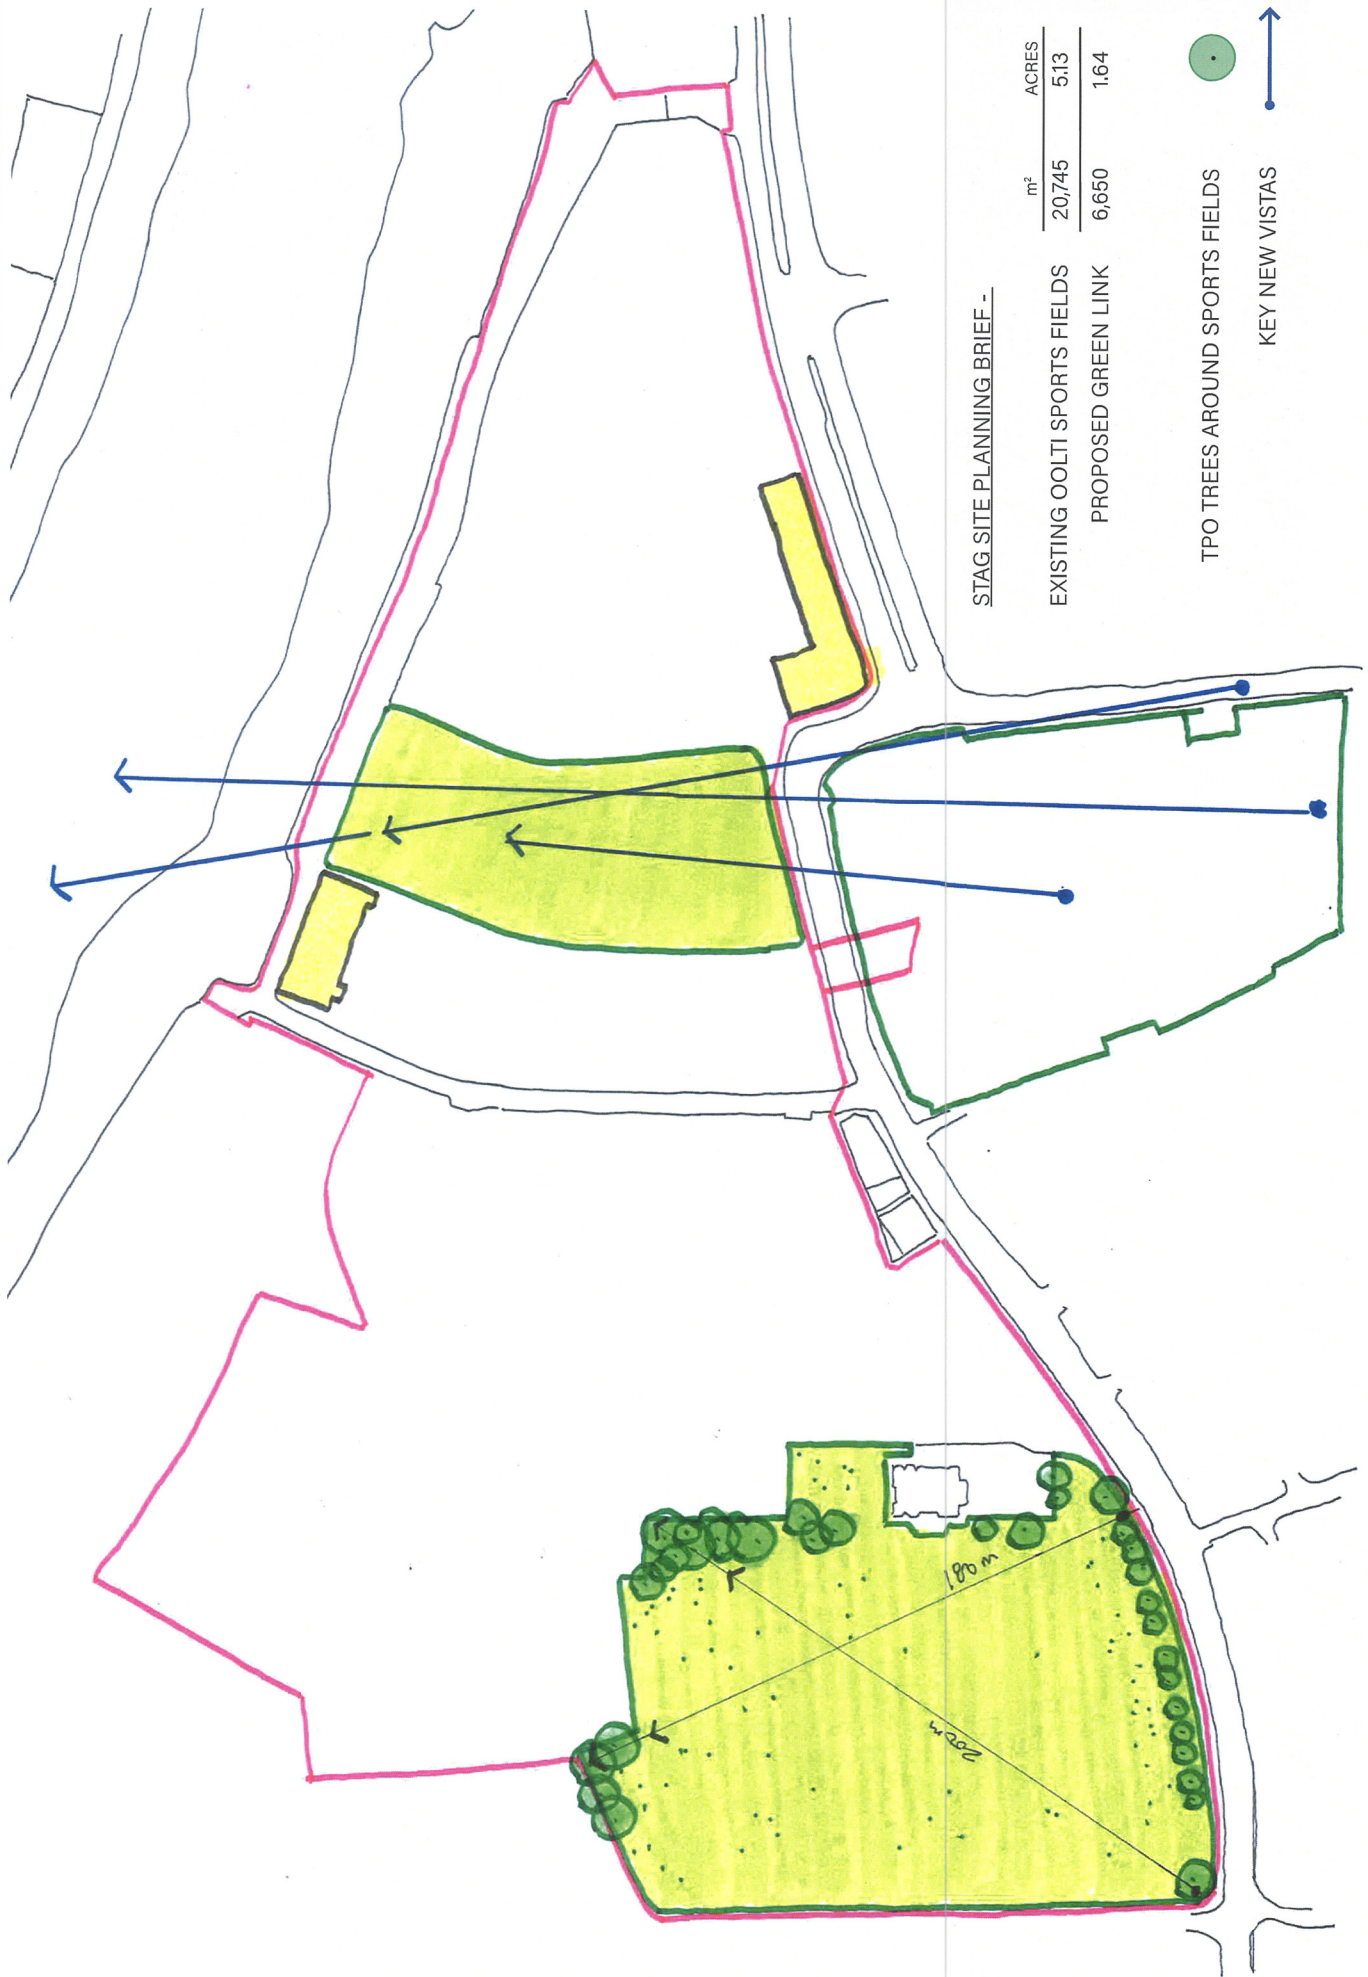 STAG SITE PLANNING BRIEF -
m² ACRES
EXISTING OOLTI SPORTS FIELDS 20,745 5.13
PROPOSED GREEN LINK 6,650 1.64
TPO TREES AROUND SPORTS FIELDS
KEY NEW VISTAS
180m
200m